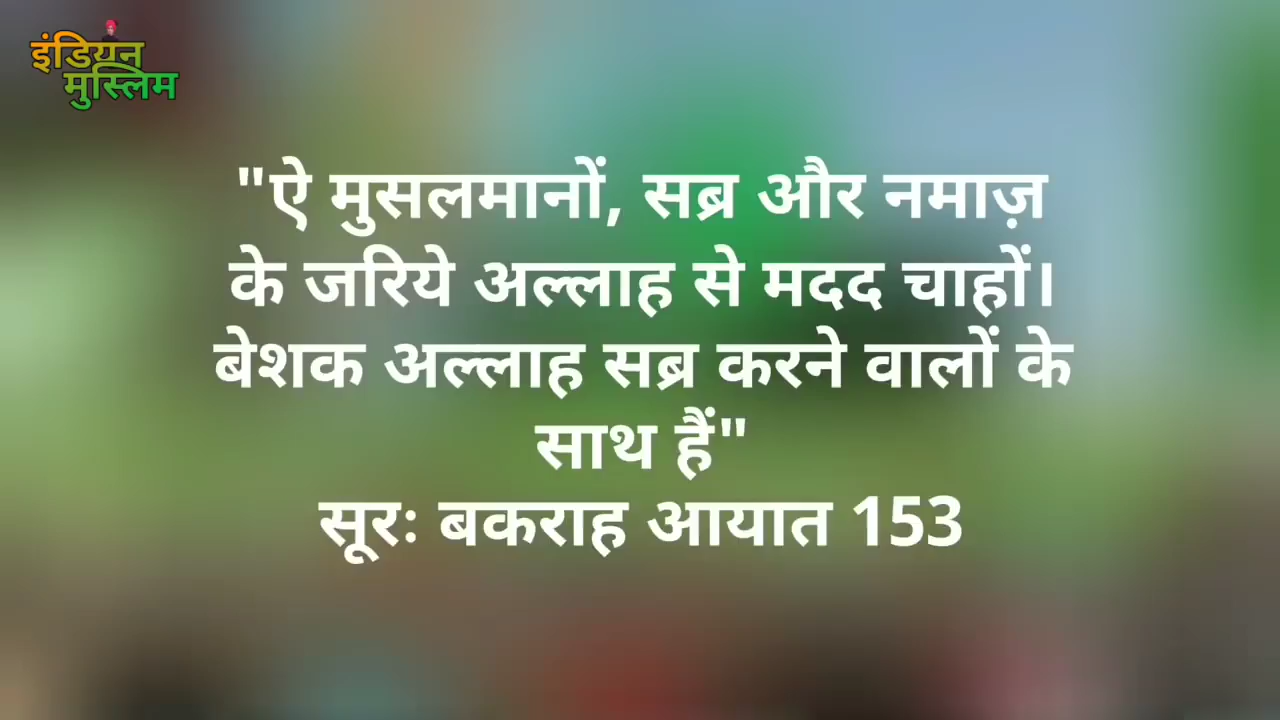 इंडियन
मुस्लिम
"ऐ मुसलमानों, सब्र और नमाज़
के जरिये अल्लाह से मदद चाहों।
बेशक अल्लाह सब्र करने वालों के
साथ हैं"
सूरः बकराह आयात 153